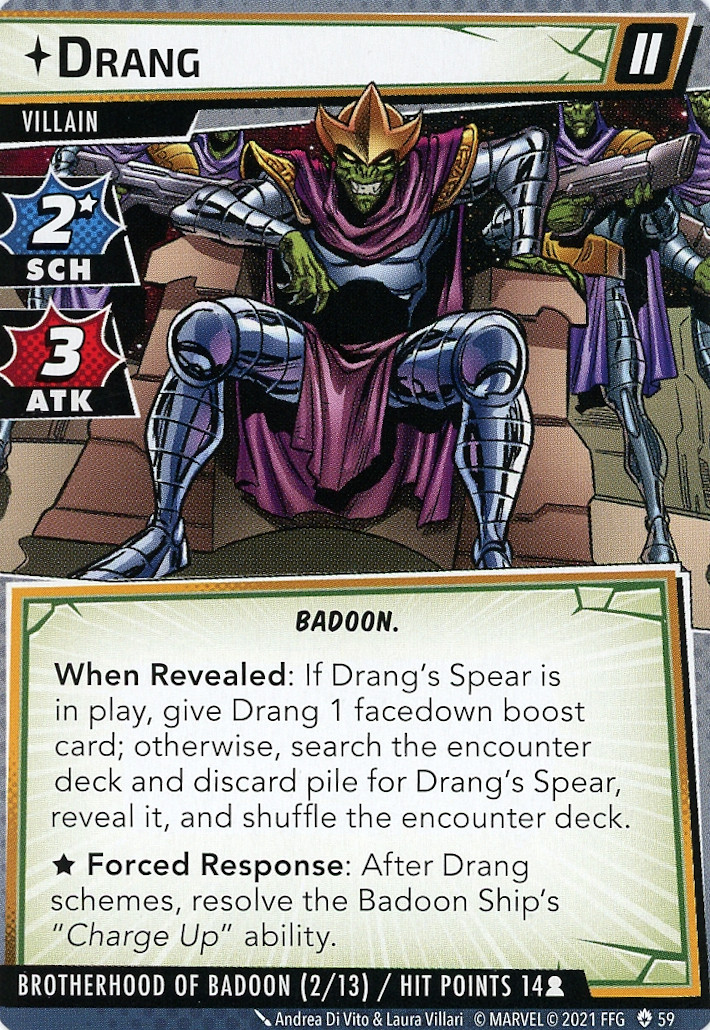 DRANG
II
VILLAIN
2★
SCH
3
ATK
BADOON.
When Revealed: If Drang's Spear is
in play, give Drang 1 facedown boost
card; otherwise, search the encounter
deck and discard pile for Drang's Spear,
reveal it, and shuffle the encounter deck.
★ Forced Response: After Drang
schemes, resolve the Badoon Ship's
"Charge Up" ability.
BROTHERHOOD OF BADOON (2/13) / HIT POINTS 14
Andrea Di Vito & Laura Villari © MARVEL © 2021 FFG 59